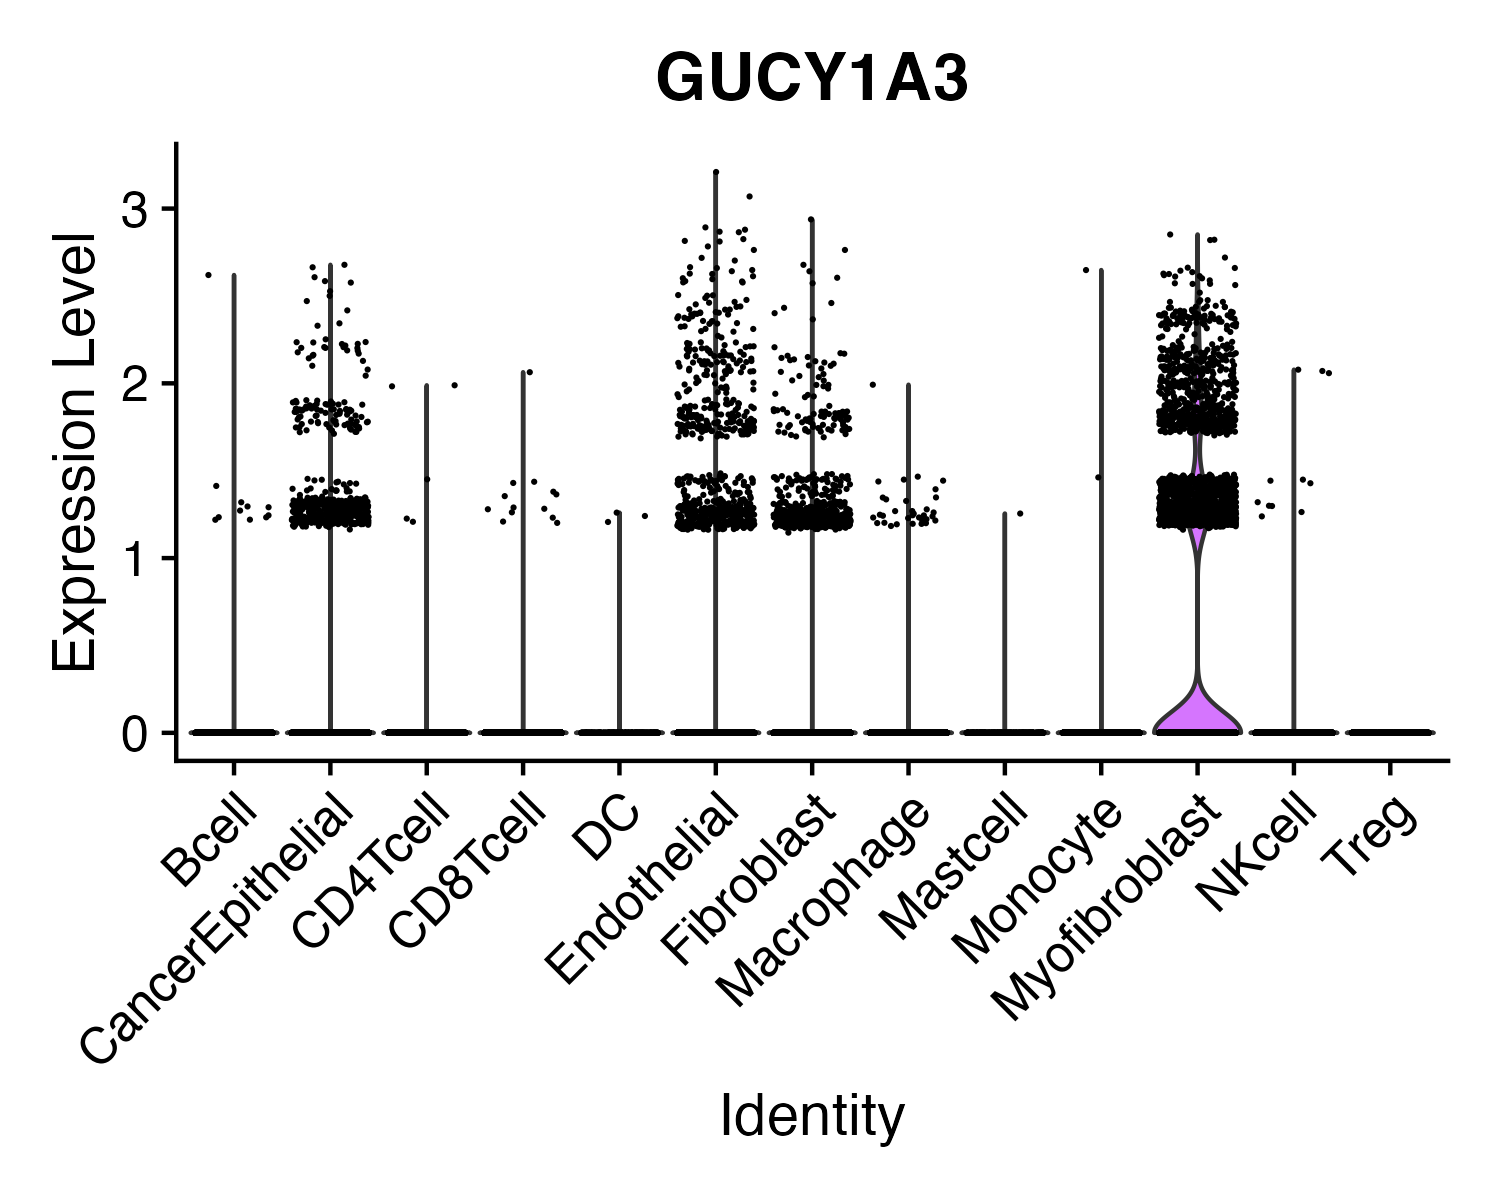 GUCY1A3
Expression Level
3
2
1
0
Bcell
CancerEpithelial
CD4Tcell
CD8Tcell
DC
Endothelial
Fibroblast
Macrophage
Mastcell
Monocyte
Myofibroblast
NKcell
Treg
Identity